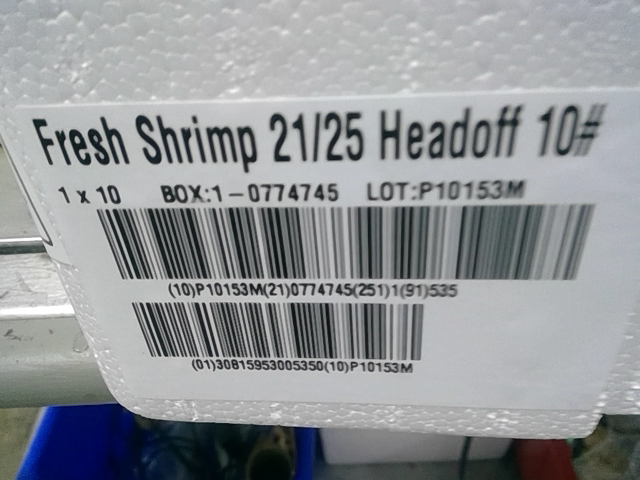 Fresh Shrimp 21/25 Headoff 10#
1 x 10 BOX:1-0774745 LOT:P10153M
(10)P10153M(21)0774745(251)1(91)535
(01)30815953005350(10)P10153M